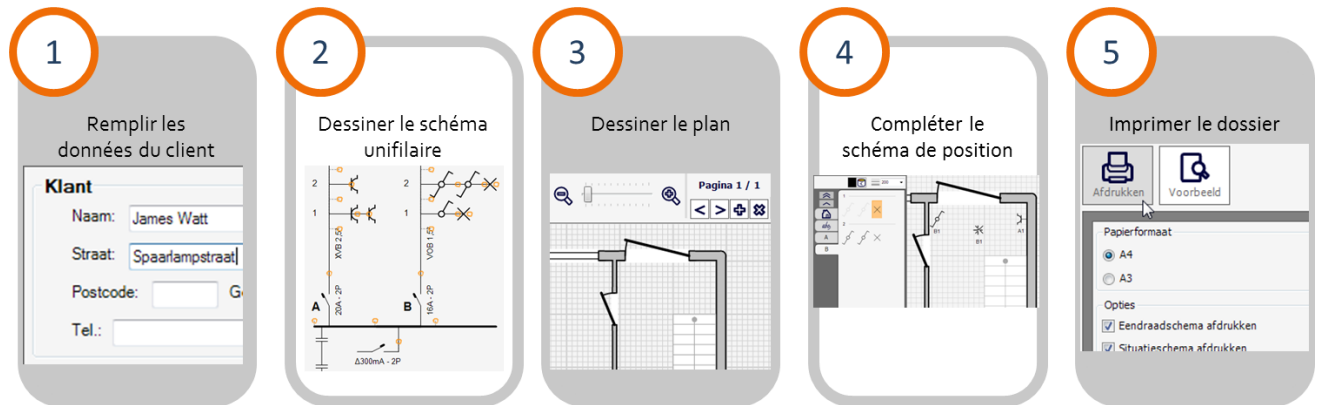 1
Remplir les
données du client
Klant
Naam: James Watt
Straat: Spaarlampstraat
Postcode:
Tel.:
2
Dessiner le schéma
unifilaire
2
2
1
1
XVB 2,5
VOB 1,5
A
20A - 2P
B
16A - 2P
Δ300mA - 2P
3
Dessiner le plan
Pagina 1 / 1
< >
4
Compléter le
schéma de position
1
2
A
B
B1
B1
A1
5
Imprimer le dossier
Afdrukken
Voorbeeld
Papierformaat
A4
A3
Opties
Eendraadschema afdrukken
Situatieschema afdrukken